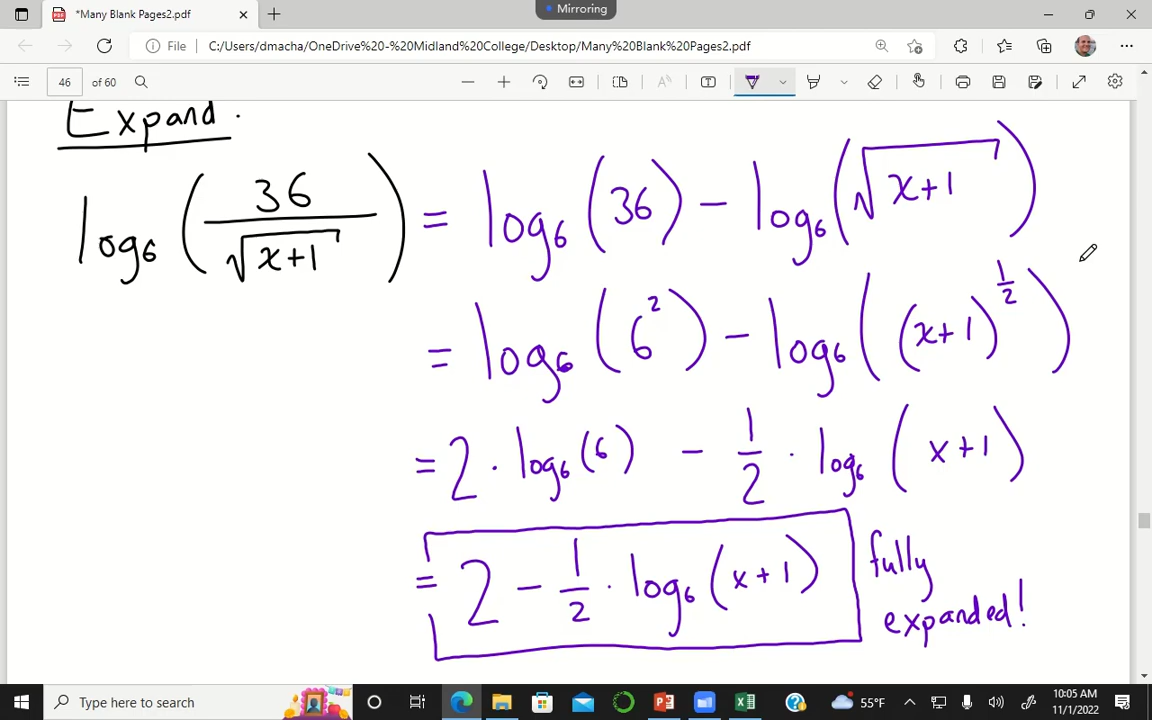 *Many Blank Pages2.pdf
Mirroring
File C:/Users/dmacha/OneDrive%20-%20Midland%20College/Desktop/Many%20Blank%20Pages2.pdf
46 of 60
Expand.
log₆(36/√(x+1)) = log₆(36) − log₆(√(x+1))
= log₆(6²) − log₆((x+1)^(1/2))
= 2 · log₆(6) − 1/2 · log₆(x+1)
= 2 − 1/2 · log₆(x+1) fully
expanded!
Type here to search
55°F
10:05 AM
11/1/2022